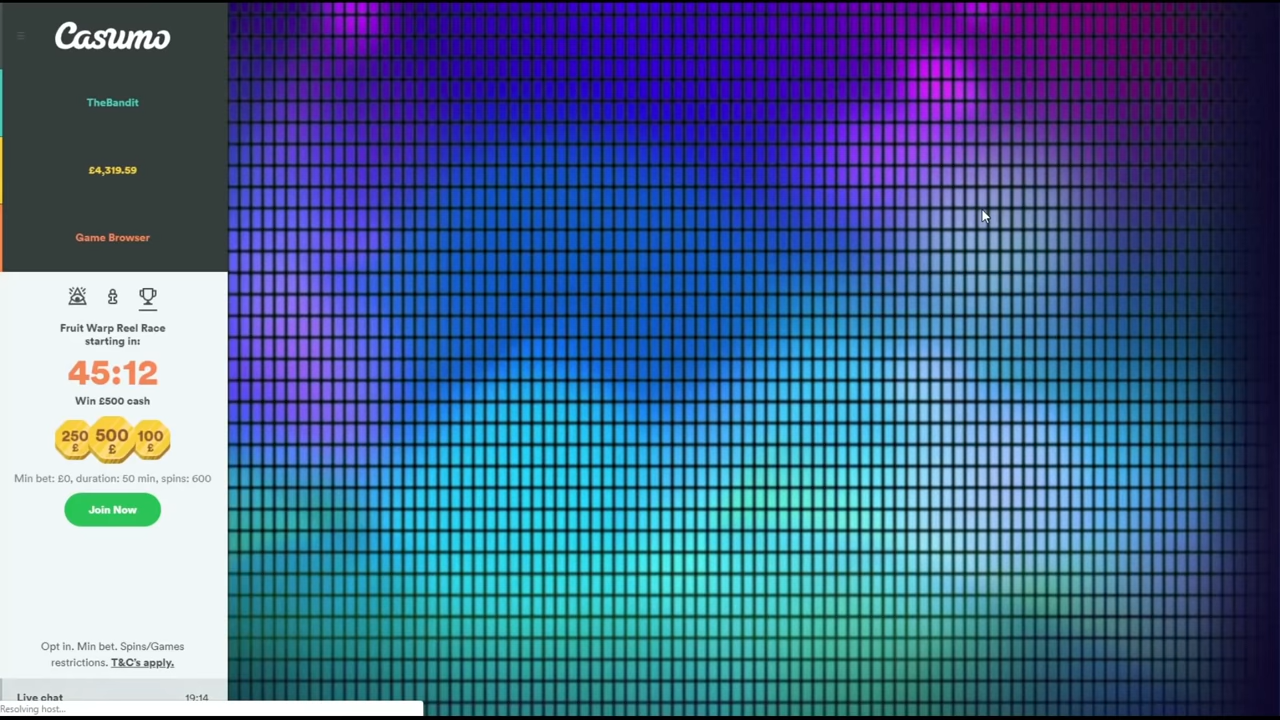 Casumo
TheBandit
£4,319.59
Game Browser
Fruit Warp Reel Race
starting in:
45:12
Win £500 cash
250 £
500 £
100 £
Min bet: £0, duration: 50 min, spins: 600
Join Now
Opt in. Min bet. Spins/Games
restrictions. T&C's apply.
Live chat 19:14
Resolving host...